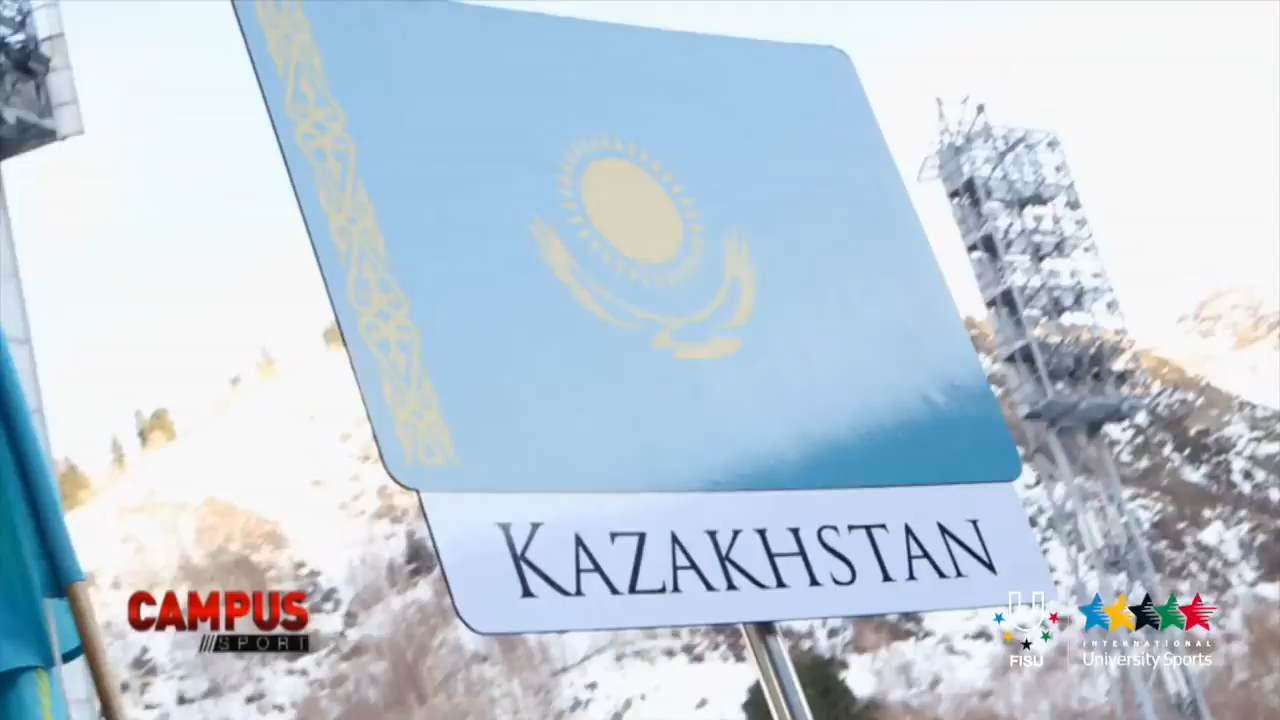 KAZAKHSTAN
CAMPUS
SPORT
FISU
INTERNATIONAL
University Sports